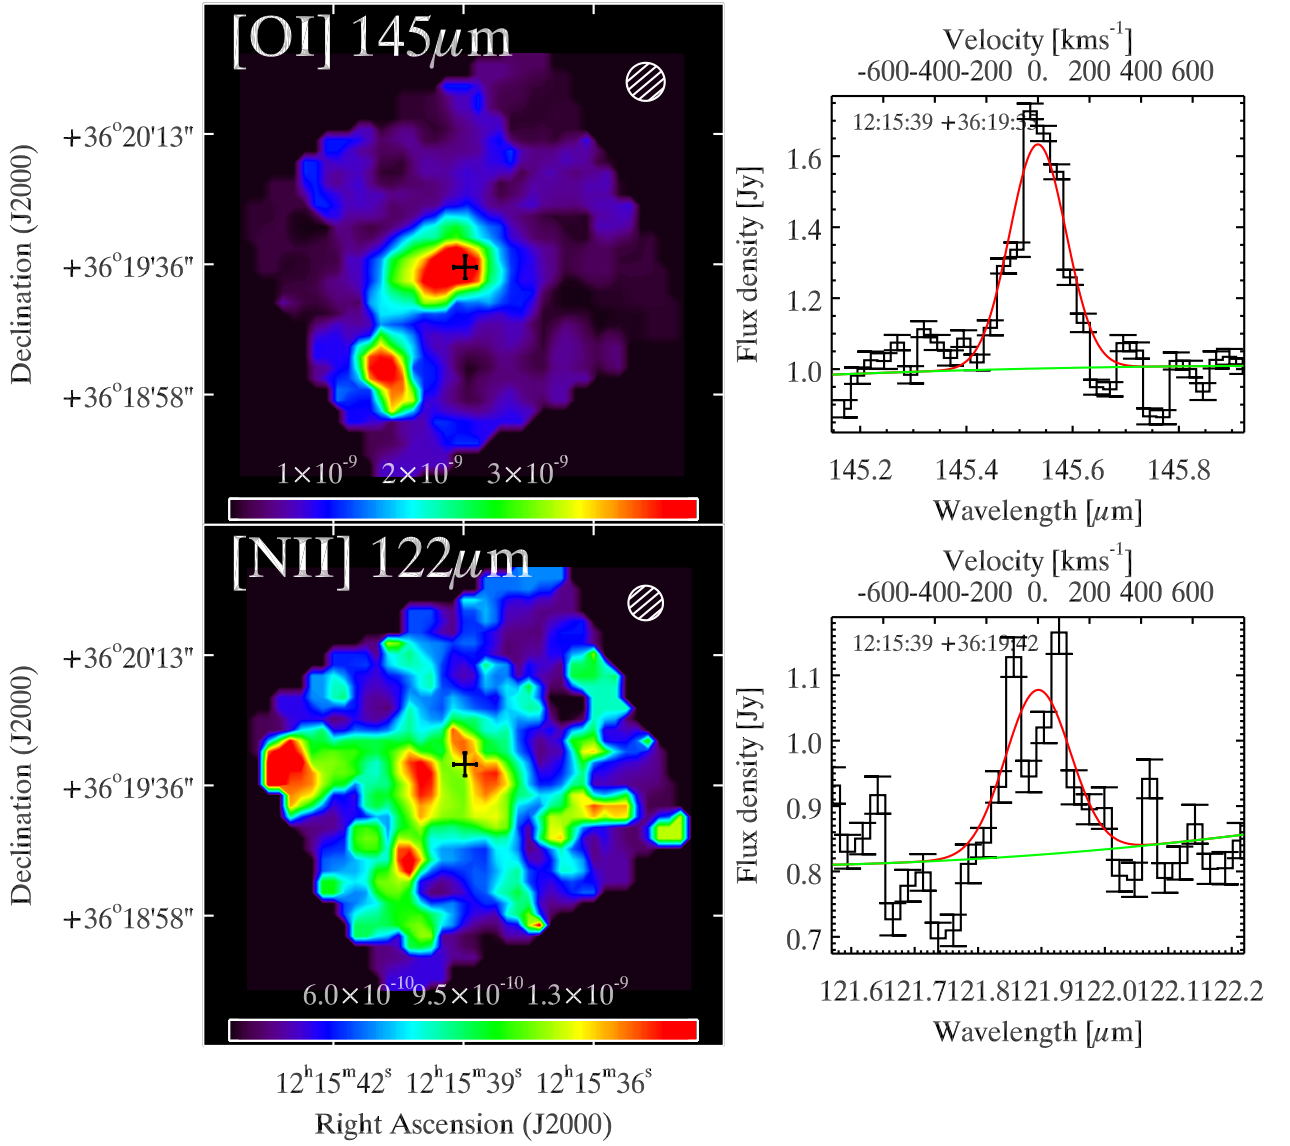 [OI] 145μm
Declination (J2000)
+36°20'13"
+36°19'36"
+36°18'58"
1×10⁻⁹ 2×10⁻⁹ 3×10⁻⁹
Velocity [kms⁻¹]
-600-400-200 0. 200 400 600
12:15:39 +36:19:35
Flux density [Jy]
1.6
1.4
1.2
1.0
145.2 145.4 145.6 145.8
Wavelength [μm]
[NII] 122μm
Declination (J2000)
+36°20'13"
+36°19'36"
+36°18'58"
6.0×10⁻¹⁰ 9.5×10⁻¹⁰ 1.3×10⁻⁹
12ʰ15ᵐ42ˢ 12ʰ15ᵐ39ˢ 12ʰ15ᵐ36ˢ
Right Ascension (J2000)
Velocity [kms⁻¹]
-600-400-200 0. 200 400 600
12:15:39 +36:19:42
Flux density [Jy]
1.1
1.0
0.9
0.8
0.7
121.6121.7121.8121.9122.0122.1122.2
Wavelength [μm]